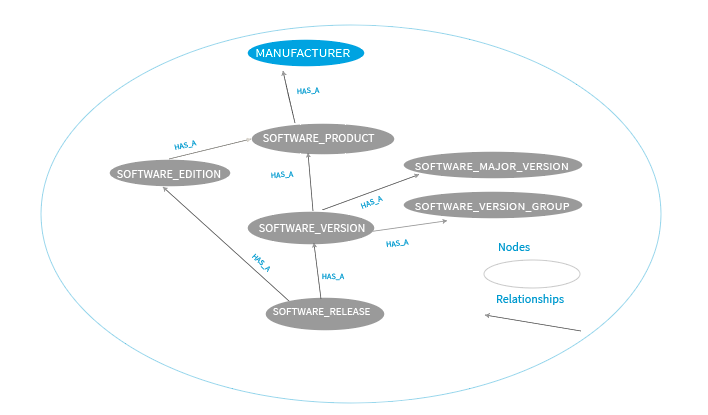 MANUFACTURER
HAS_A
SOFTWARE_PRODUCT
HAS_A
SOFTWARE_EDITION
HAS_A
SOFTWARE_MAJOR_VERSION
HAS_A
SOFTWARE_VERSION_GROUP
SOFTWARE_VERSION
HAS_A
Nodes
HAS_A
HAS_A
Relationships
SOFTWARE_RELEASE